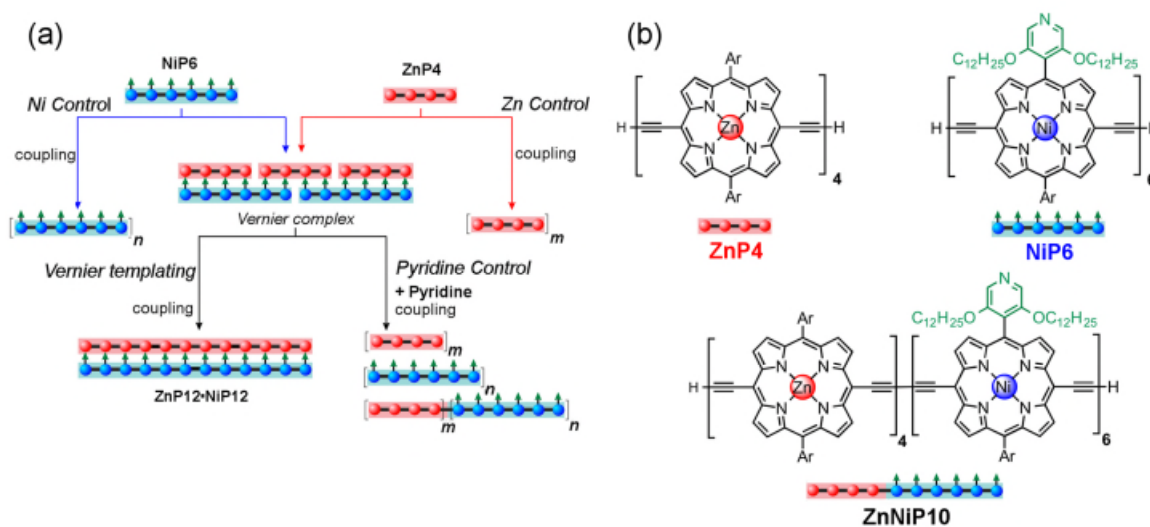 (a)
NiP6
ZnP4
Ni Control
Zn Control
coupling
coupling
Vernier complex
n
m
Vernier templating
Pyridine Control
+ Pyridine
coupling
coupling
m
n
ZnP12•NiP12
m
n
(b)
N
C12H25O
OC12H25
Ar
N
N
Zn
N
N
H
H
4
Ar
N
N
Ni
N
N
H
Ar
ZnP4
NiP6
N
C12H25O
OC12H25
Ar
N
N
Zn
N
N
H
4
Ar
N
N
Ni
N
N
H
6
Ar
ZnNiP10